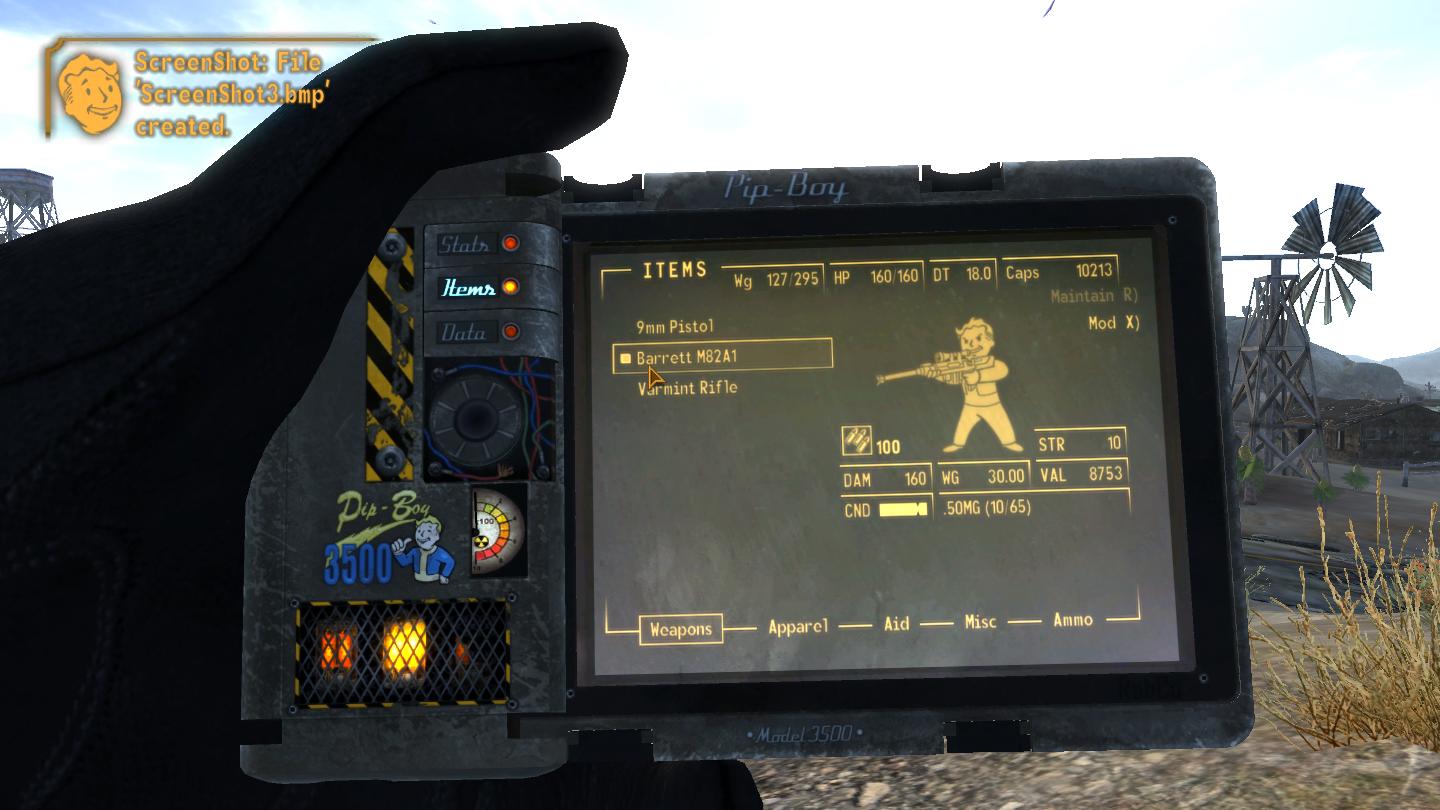 ScreenShot: File
'ScreenShot3.bmp'
created.
Pip-Boy
Stats
Items
Data
ITEMS
Wg 127/295
HP 160/160
DT 18.0
Caps 10213
Maintain R)
Mod X)
9mm Pistol
Barrett M82A1
Varmint Rifle
100
STR 10
DAM 160
WG 30.00
VAL 8753
CND
.50MG (10/65)
Pip-Boy
3500
100
Weapons
Apparel
Aid
Misc
Ammo
•Model 3500•